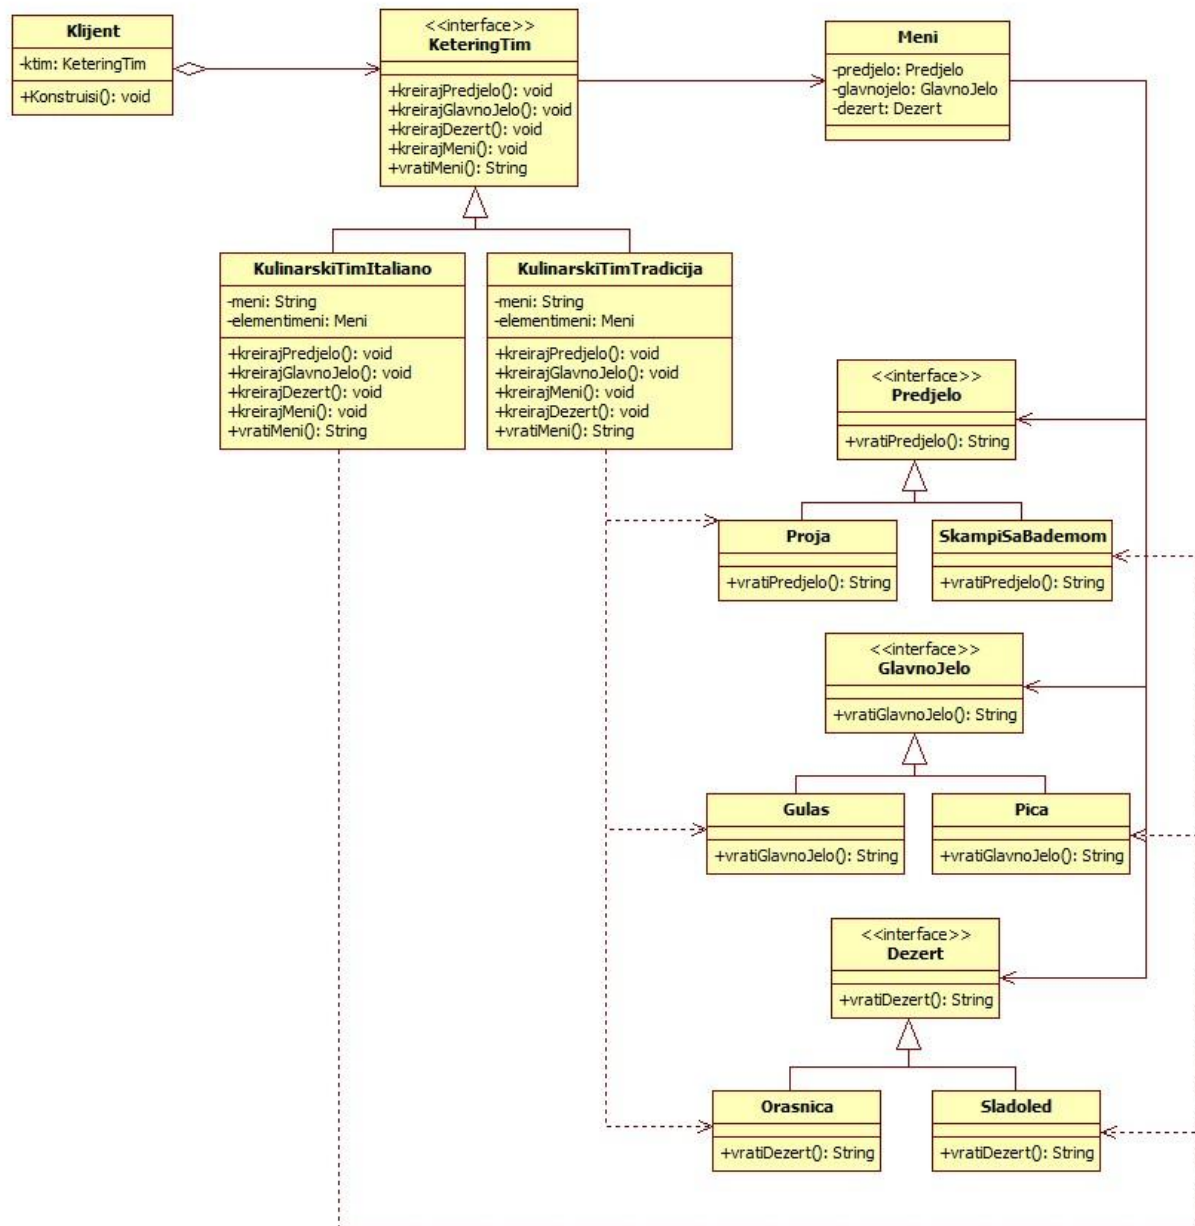 Klijent
-ktim: KeteringTim
+Konstruisi(): void
<<interface>>
KeteringTim
+kreirajPredjelo(): void
+kreirajGlavnoJelo(): void
+kreirajDezert(): void
+kreirajMeni(): void
+vratiMeni(): String
Meni
-predjelo: Predjelo
-glavnojelo: GlavnoJelo
-dezert: Dezert
KulinarskiTimItaliano
-meni: String
-elementimeni: Meni
+kreirajPredjelo(): void
+kreirajGlavnoJelo(): void
+kreirajDezert(): void
+kreirajMeni(): void
+vratiMeni(): String
KulinarskiTimTradicija
-meni: String
-elementimeni: Meni
+kreirajPredjelo(): void
+kreirajGlavnoJelo(): void
+kreirajMeni(): void
+kreirajDezert(): void
+vratiMeni(): String
<<interface>>
Predjelo
+vratiPredjelo(): String
Proja
+vratiPredjelo(): String
SkampiSaBademom
+vratiPredjelo(): String
<<interface>>
GlavnoJelo
+vratiGlavnoJelo(): String
Gulas
+vratiGlavnoJelo(): String
Pica
+vratiGlavnoJelo(): String
<<interface>>
Dezert
+vratiDezert(): String
Orasnica
+vratiDezert(): String
Sladoled
+vratiDezert(): String